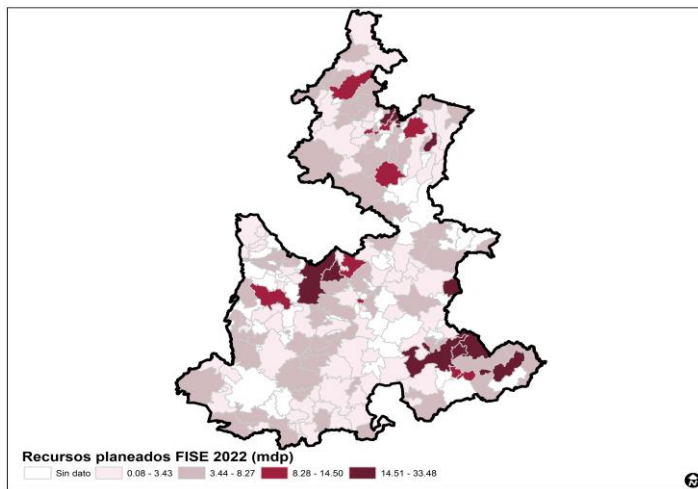 Recursos planeados FISE 2022 (mdp)
Sin dato 0.08 - 3.43 3.44 - 8.27 8.28 - 14.50 14.51 - 33.48